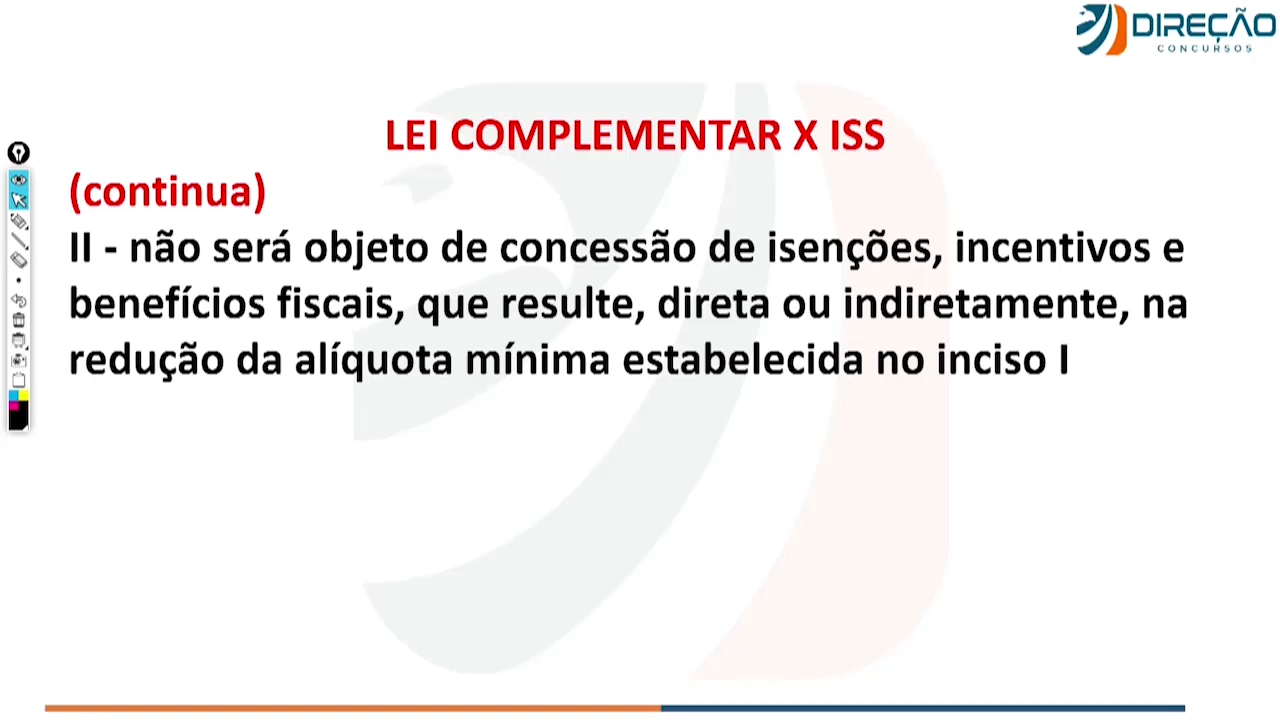 DIREÇÃO
CONCURSOS
LEI COMPLEMENTAR X ISS
(continua)
II - não será objeto de concessão de isenções, incentivos e
benefícios fiscais, que resulte, direta ou indiretamente, na
redução da alíquota mínima estabelecida no inciso I